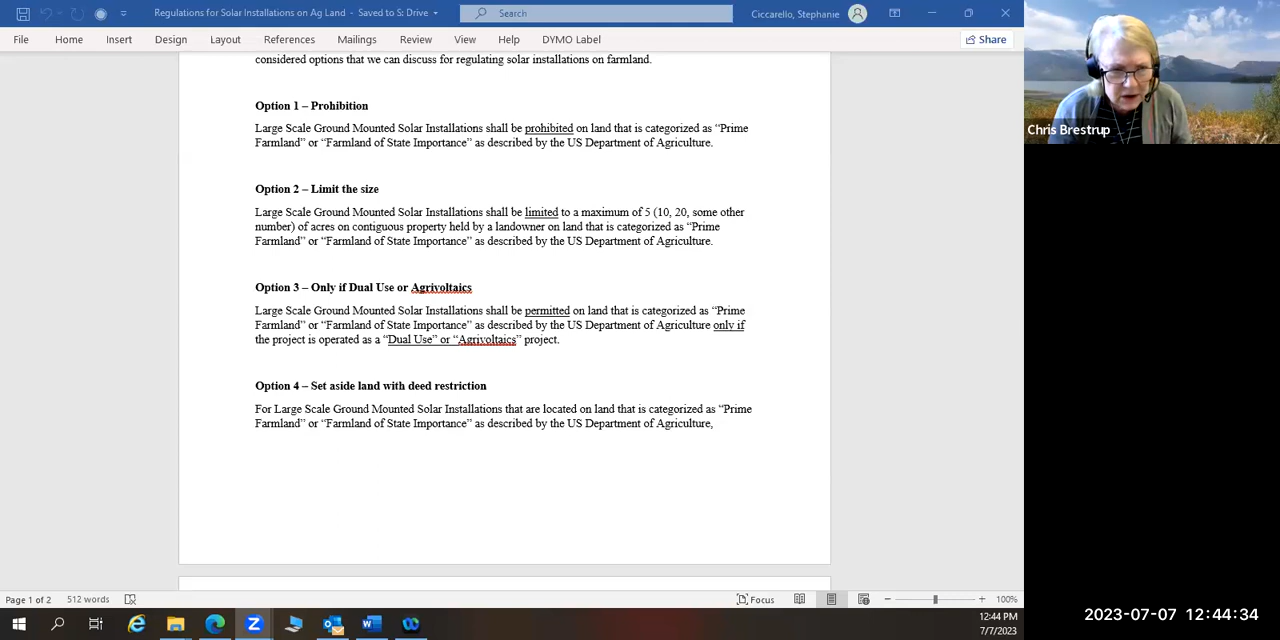 Regulations for Solar Installations on Ag Land - Saved to S: Drive
Search
Ciccarello, Stephanie
File Home Insert Design Layout References Mailings Review View Help DYMO Label Share
considered options that we can discuss for regulating solar installations on farmland.
Option 1 – Prohibition
Large Scale Ground Mounted Solar Installations shall be prohibited on land that is categorized as “Prime
Farmland” or “Farmland of State Importance” as described by the US Department of Agriculture.
Option 2 – Limit the size
Large Scale Ground Mounted Solar Installations shall be limited to a maximum of 5 (10, 20, some other
number) of acres on contiguous property held by a landowner on land that is categorized as “Prime
Farmland” or “Farmland of State Importance” as described by the US Department of Agriculture.
Option 3 – Only if Dual Use or Agrivoltaics
Large Scale Ground Mounted Solar Installations shall be permitted on land that is categorized as “Prime
Farmland” or “Farmland of State Importance” as described by the US Department of Agriculture only if
the project is operated as a “Dual Use” or “Agrivoltaics” project.
Option 4 – Set aside land with deed restriction
For Large Scale Ground Mounted Solar Installations that are located on land that is categorized as “Prime
Farmland” or “Farmland of State Importance” as described by the US Department of Agriculture,
Page 1 of 2 512 words Focus 100%
12:44 PM
7/7/2023
Chris Brestrup
2023-07-07 12:44:34